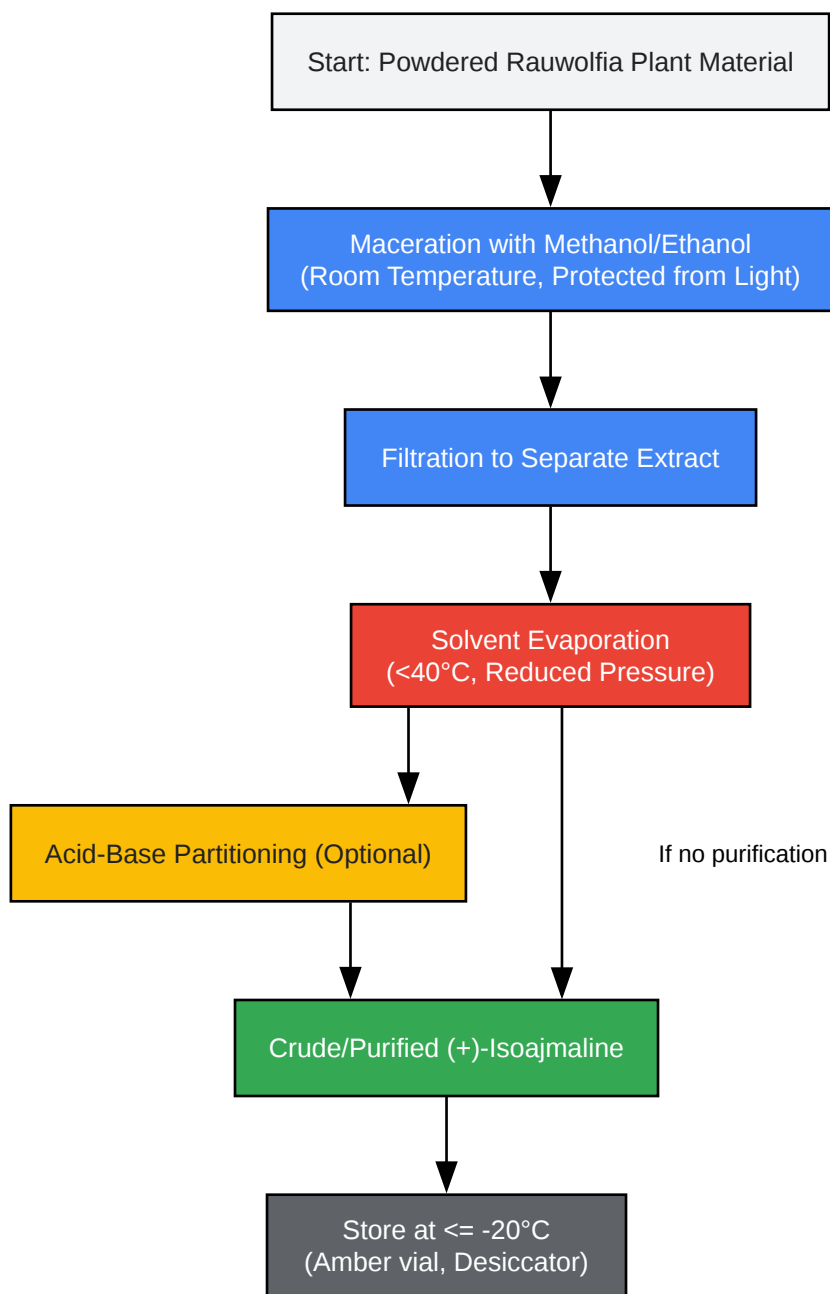 Start: Powdered Rauwolfia Plant Material
Maceration with Methanol/Ethanol
(Room Temperature, Protected from Light)
Filtration to Separate Extract
Solvent Evaporation
(<40°C, Reduced Pressure)
Acid-Base Partitioning (Optional)
If no purification
Crude/Purified (+)-Isoajmaline
Store at <= -20°C
(Amber vial, Desiccator)